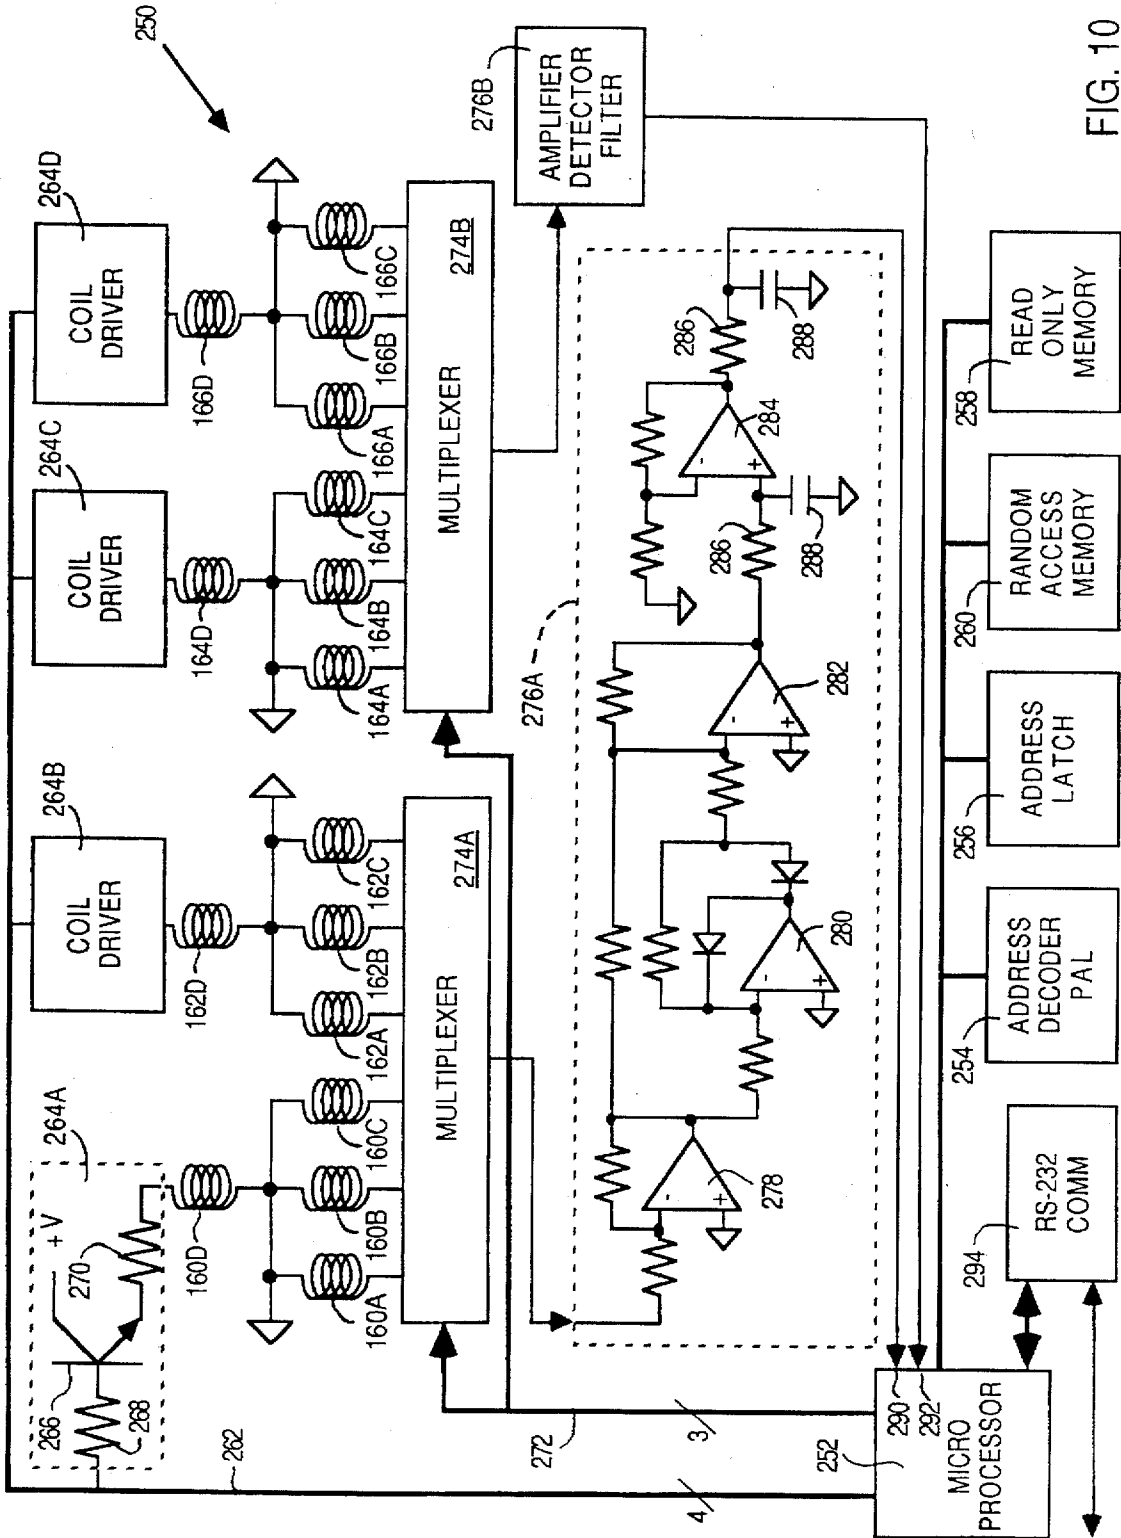 250
264D
COIL
DRIVER
166D
166C
166B
166A
264C
COIL
DRIVER
164D
164C
164B
164A
274B
MULTIPLEXER
264B
COIL
DRIVER
162D
162C
162B
162A
264A
+V
270
266
268
160D
160C
160B
160A
274A
MULTIPLEXER
276B
AMPLIFIER
DETECTOR
FILTER
276A
286
288
284
286
288
282
280
278
262
272
4
3
290
292
252
MICRO
PROCESSOR
294
RS-232
COMM
254
ADDRESS
DECODER
PAL
256
ADDRESS
LATCH
260
RANDOM
ACCESS
MEMORY
258
READ
ONLY
MEMORY
-
+
-
+
-
+
-
+
FIG. 10